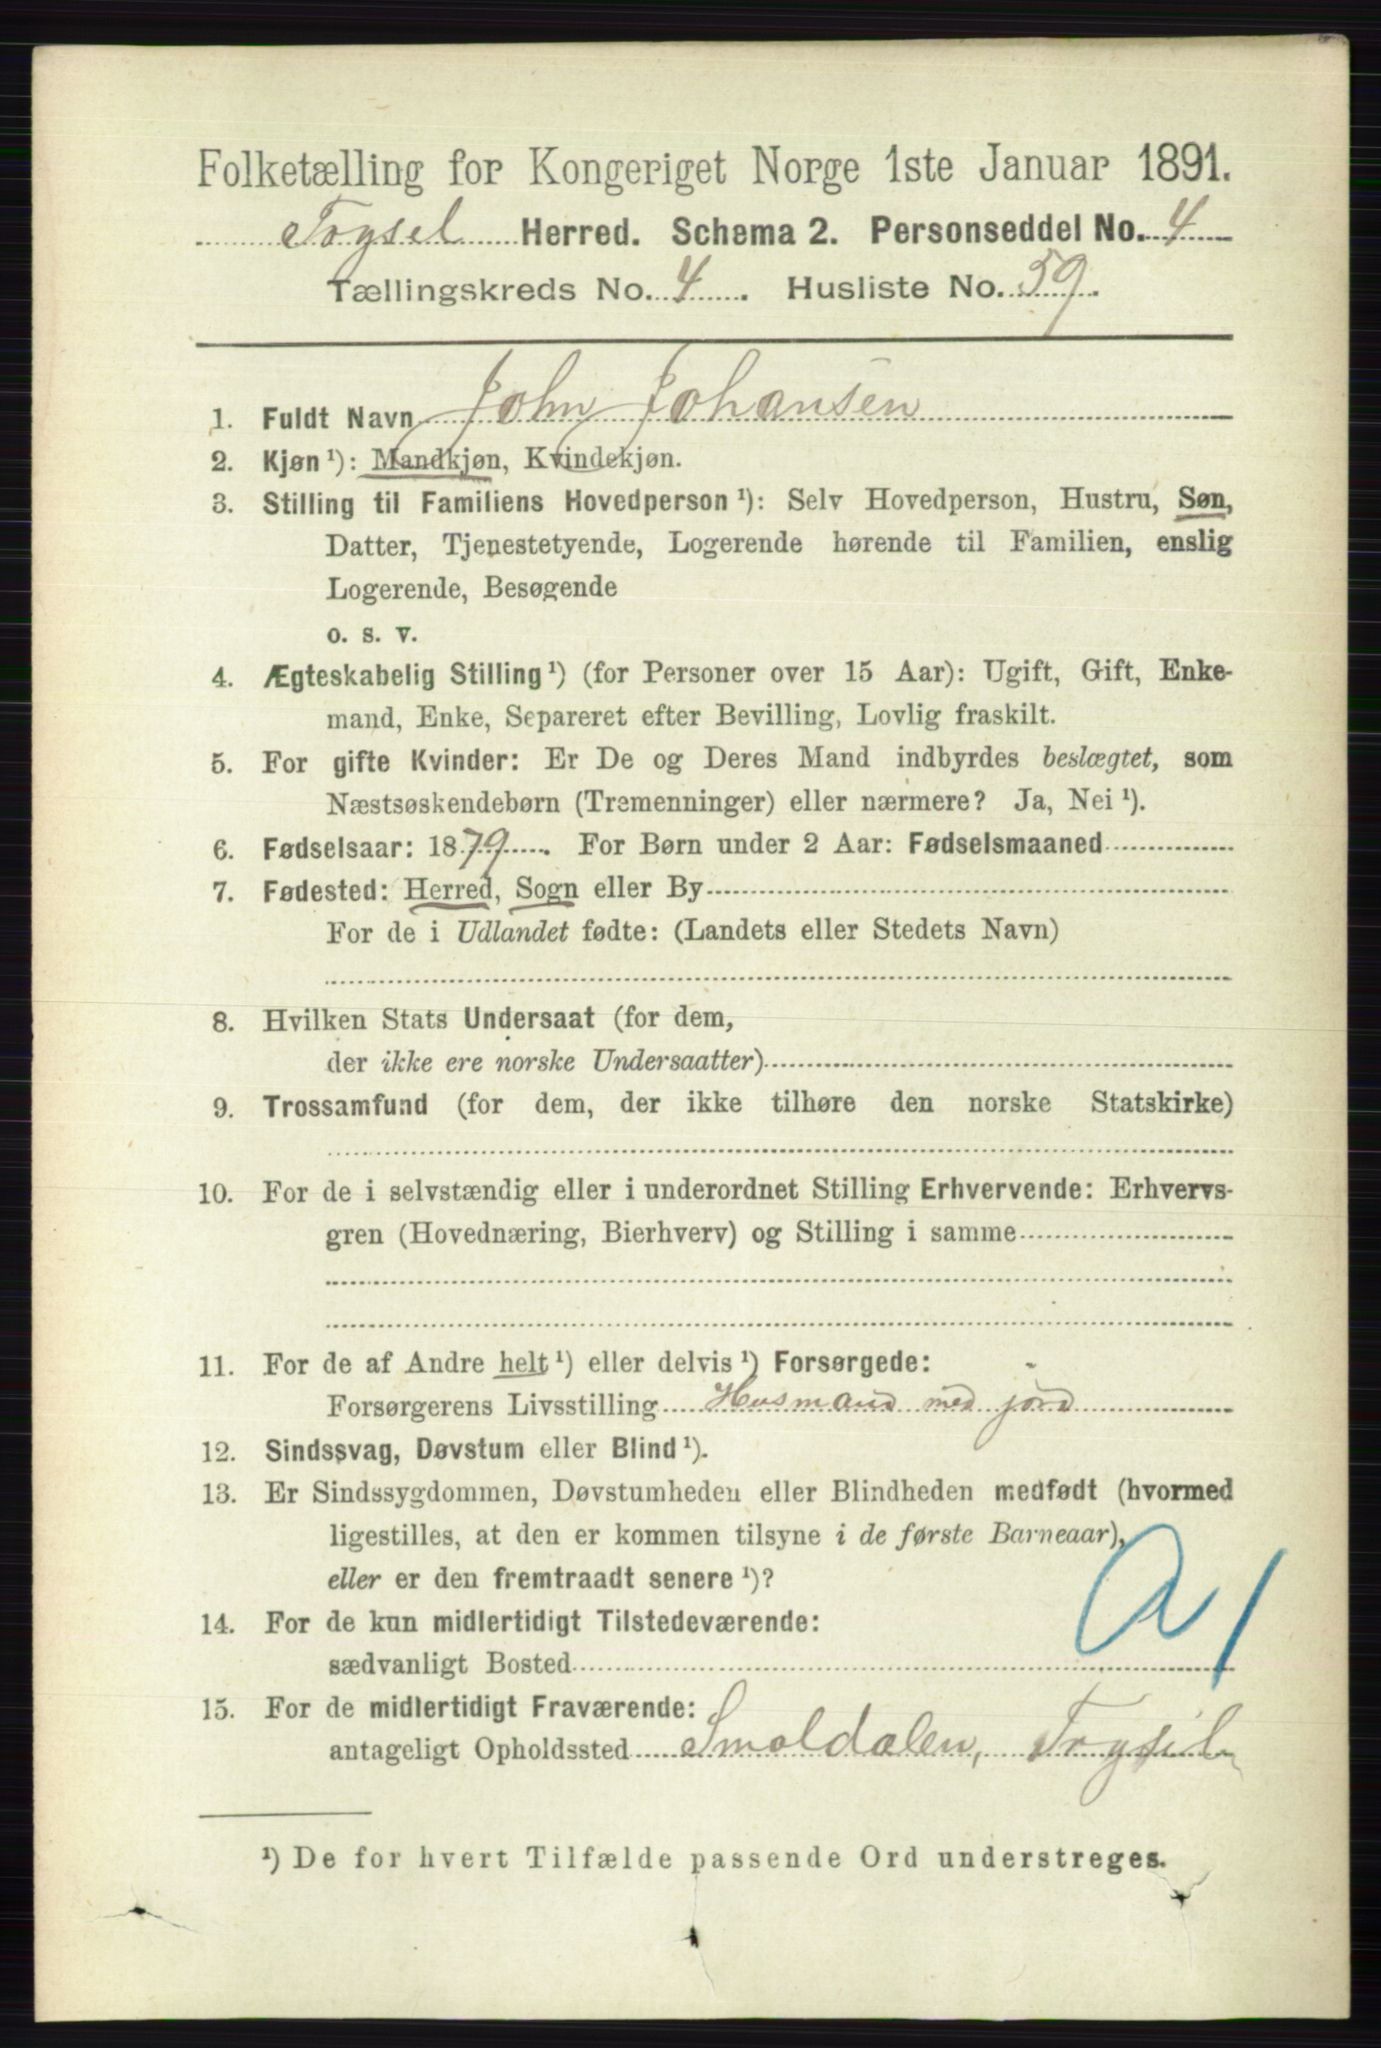 Folketælling for Kongeriget Norge 1ste Januar 1891.
Trysel Herred. Schema 2. Personseddel No. 4
Tællingskreds No. 4. Husliste No. 59.
1. Fuldt Navn John Johansen
2. Kjøn ¹): Mandkjøn, Kvindekjøn.
3. Stilling til Familiens Hovedperson ¹): Selv Hovedperson, Hustru, Søn,
Datter, Tjenestetyende, Logerende hørende til Familien, enslig
Logerende, Besøgende
o. s. v.
4. Ægteskabelig Stilling ¹) (for Personer over 15 Aar): Ugift, Gift, Enke-
mand, Enke, Separeret efter Bevilling, Lovlig fraskilt.
5. For gifte Kvinder: Er De og Deres Mand indbyrdes beslægtet, som
Næstsøskendebørn (Tremenninger) eller nærmere? Ja, Nei ¹).
6. Fødselsaar: 1879. For Børn under 2 Aar: Fødselsmaaned
7. Fødested: Herred, Sogn eller By
For de i Udlandet fødte: (Landets eller Stedets Navn)
8. Hvilken Stats Undersaat (for dem,
der ikke ere norske Undersaatter)
9. Trossamfund (for dem, der ikke tilhøre den norske Statskirke)
10. For de i selvstændig eller i underordnet Stilling Erhvervende: Erhvervs-
gren (Hovednæring, Bierhverv) og Stilling i samme
11. For de af Andre helt ¹) eller delvis ¹) Forsørgede:
Forsørgerens Livsstilling Husmand med jord
12. Sindssvag, Døvstum eller Blind ¹).
13. Er Sindssygdommen, Døvstumheden eller Blindheden medfødt (hvormed
ligestilles, at den er kommen tilsyne i de første Barneaar),
eller er den fremtraadt senere ¹)?
14. For de kun midlertidigt Tilstedeværende:
sædvanligt Bosted
15. For de midlertidigt Fraværende:
antageligt Opholdssted Smoldalen, Trysil
¹) De for hvert Tilfælde passende Ord understreges.